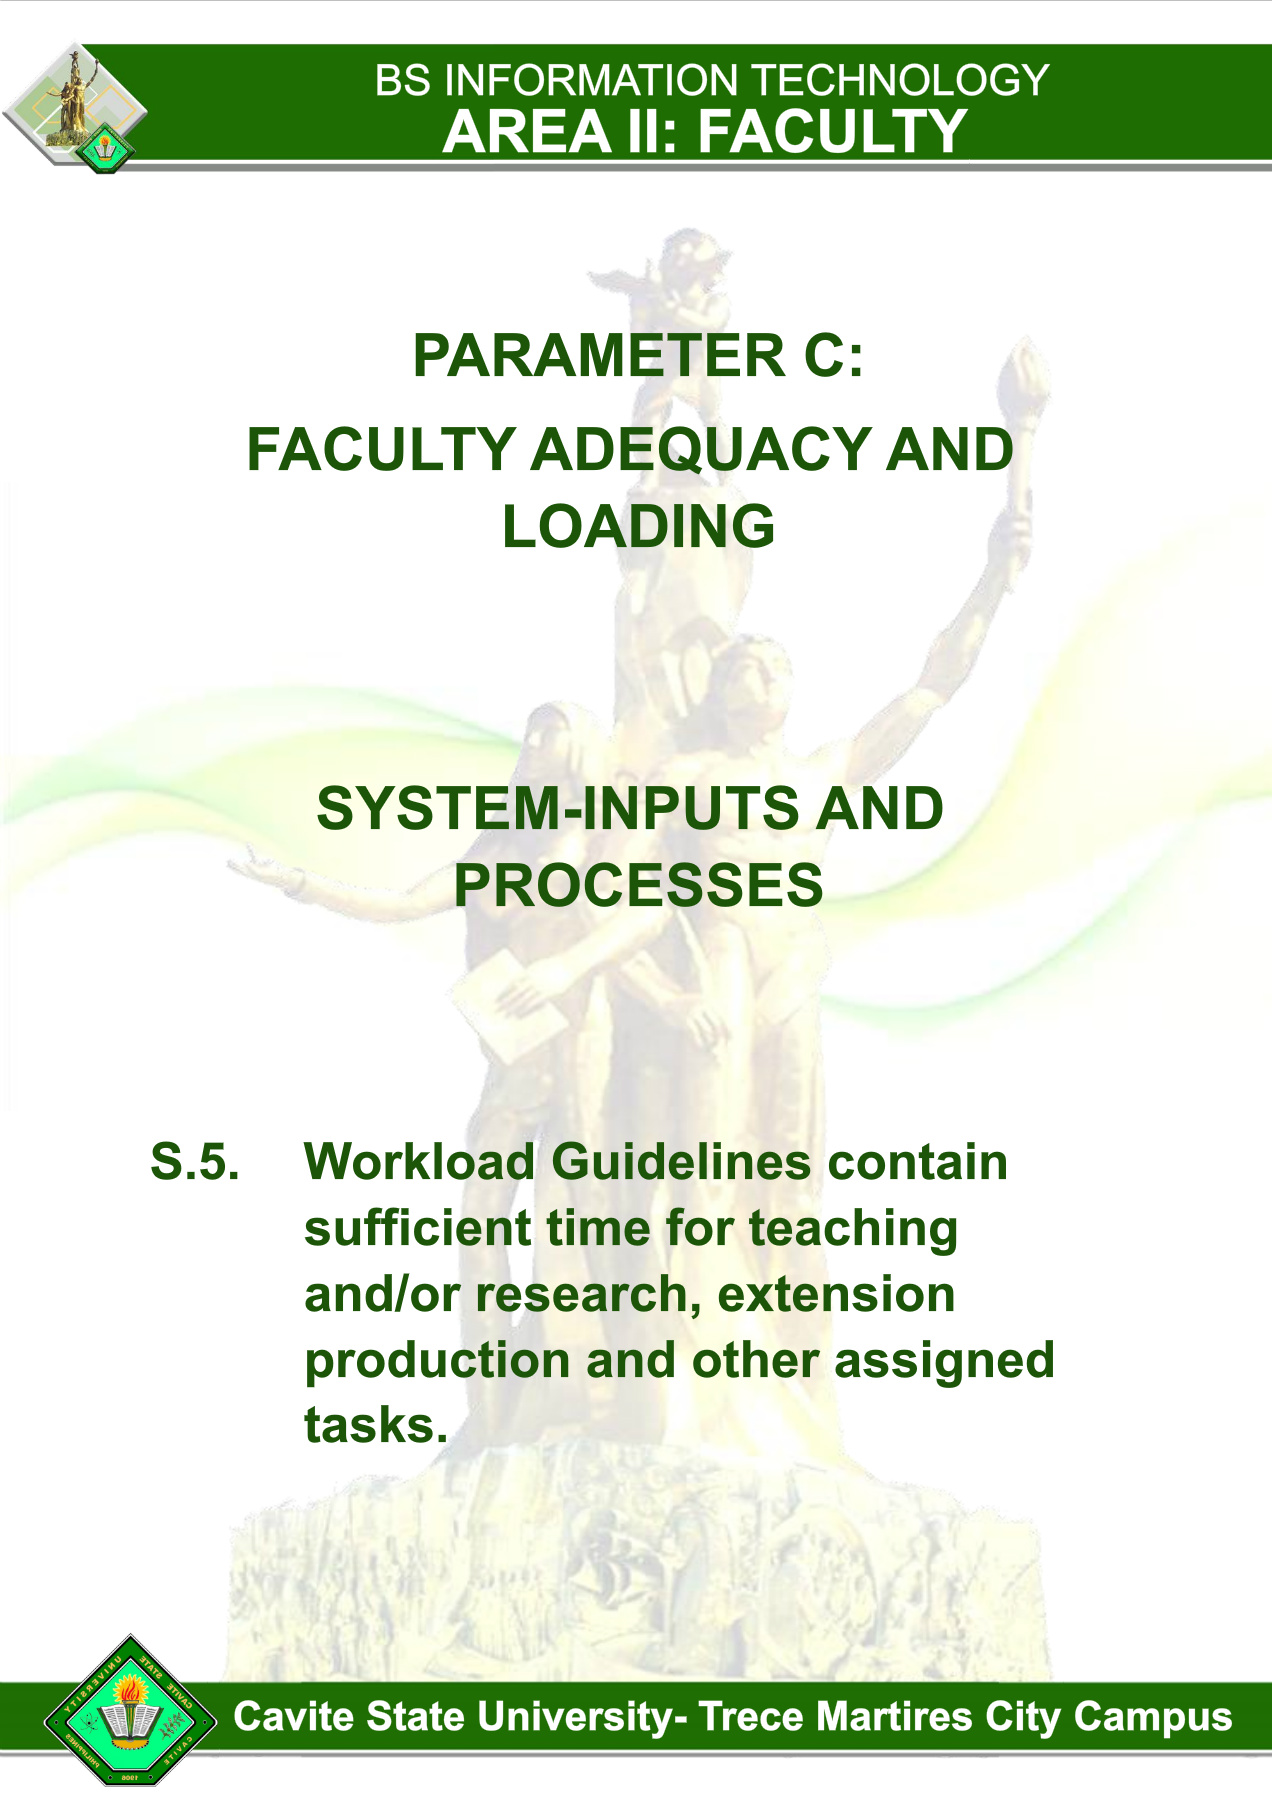 BS INFORMATION TECHNOLOGY
AREA II: FACULTY
PARAMETER C:
FACULTY ADEQUACY AND
LOADING
SYSTEM-INPUTS AND
PROCESSES
S.5. Workload Guidelines contain
sufficient time for teaching
and/or research, extension
production and other assigned
tasks.
CAVITE STATE UNIVERSITY
CAVITE
PHILIPPINES
1906
Cavite State University- Trece Martires City Campus